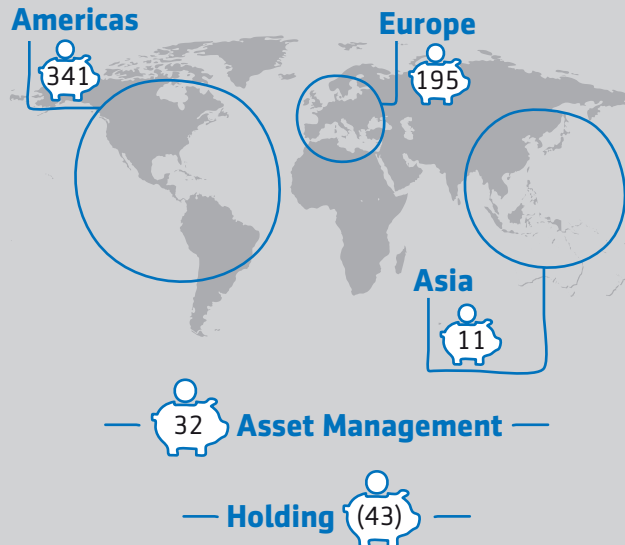 Americas
341
Europe
195
Asia
11
32 Asset Management
Holding (43)